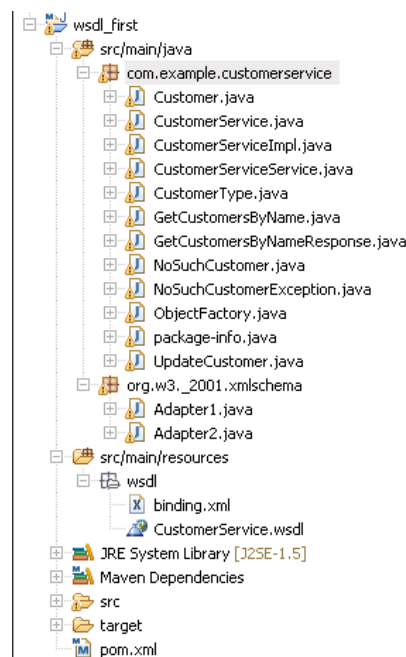 wsdl_first
src/main/java
com.example.customerservice
Customer.java
CustomerService.java
CustomerServiceImpl.java
CustomerServiceService.java
CustomerType.java
GetCustomersByName.java
GetCustomersByNameResponse.java
NoSuchCustomer.java
NoSuchCustomerException.java
ObjectFactory.java
package-info.java
UpdateCustomer.java
org.w3._2001.xmlschema
Adapter1.java
Adapter2.java
src/main/resources
wsdl
binding.xml
CustomerService.wsdl
JRE System Library [J2SE-1.5]
Maven Dependencies
src
target
pom.xml